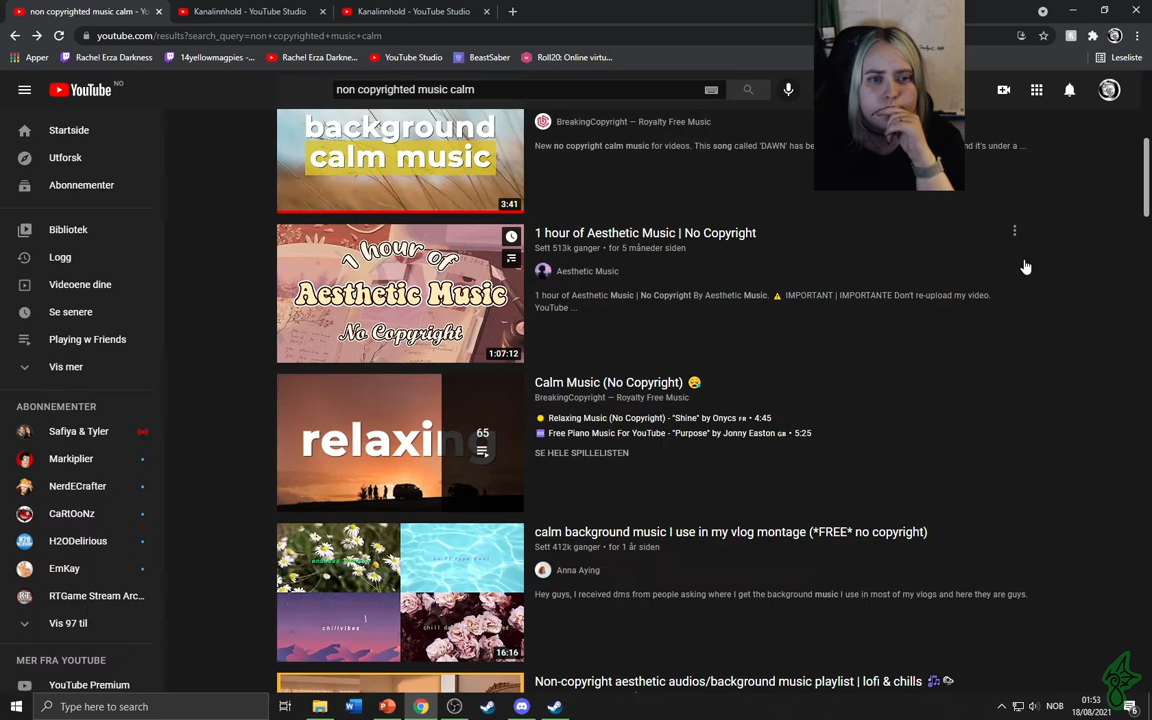 non copyrighted music calm - Yo
Kanalinnhold - YouTube Studio
Kanalinnhold - YouTube Studio
youtube.com/results?search_query=non+copyrighted+music+calm
Apper
Rachel Erza Darkness
14yellowmagpies -...
Rachel Erza Darkne...
YouTube Studio
BeastSaber
Roll20: Online virtu...
Leseliste
YouTube NO
non copyrighted music calm
Startside
Utforsk
Abonnementer
Bibliotek
Logg
Videoene dine
Se senere
Playing w Friends
Vis mer
ABONNEMENTER
Safiya & Tyler
Markiplier
NerdECrafter
CaRtOoNz
H2ODelirious
EmKay
RTGame Stream Arc...
Vis 97 til
MER FRA YOUTUBE
YouTube Premium
background
calm music
3:41
BreakingCopyright — Royalty Free Music
New no copyright calm music for videos. This song called 'DAWN' has be
nd it's under a ...
1 hour of
Aesthetic Music
No Copyright
1:07:12
1 hour of Aesthetic Music | No Copyright
Sett 513k ganger • for 5 måneder siden
Aesthetic Music
1 hour of Aesthetic Music | No Copyright By Aesthetic Music. ⚠ IMPORTANT | IMPORTANTE Don't re-upload my video.
YouTube ...
relaxing
65
Calm Music (No Copyright) 😪
BreakingCopyright — Royalty Free Music
Relaxing Music (No Copyright) - "Shine" by Onycs FR • 4:45
Free Piano Music For YouTube - "Purpose" by Jonny Easton GB • 5:25
SE HELE SPILLELISTEN
chillvibes
16:16
calm background music I use in my vlog montage (*FREE* no copyright)
Sett 412k ganger • for 1 år siden
Anna Aying
Hey guys, I received dms from people asking where I get the background music I use in most of my vlogs and here they are guys.
Non-copyright aesthetic audios/background music playlist | lofi & chills
Type here to search
NOB
01:53
18/08/2021
6